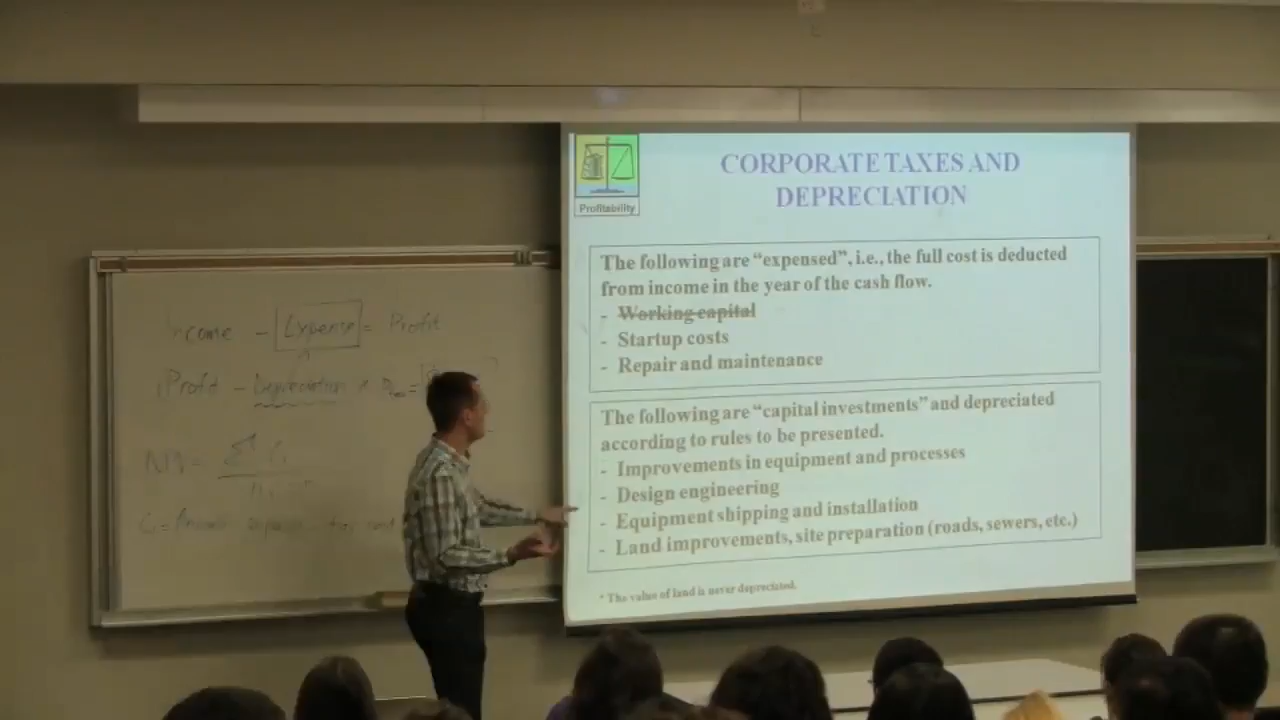 Profitability
CORPORATE TAXES AND
DEPRECIATION
The following are “expensed”, i.e., the full cost is deducted
from income in the year of the cash flow.
- Working capital
- Startup costs
- Repair and maintenance
The following are “capital investments” and depreciated
according to rules to be presented.
- Improvements in equipment and processes
- Design engineering
- Equipment shipping and installation
- Land improvements, site preparation (roads, sewers, etc.)
* The value of land is never depreciated.
Income - Expense = Profit
Profit - Depreciation